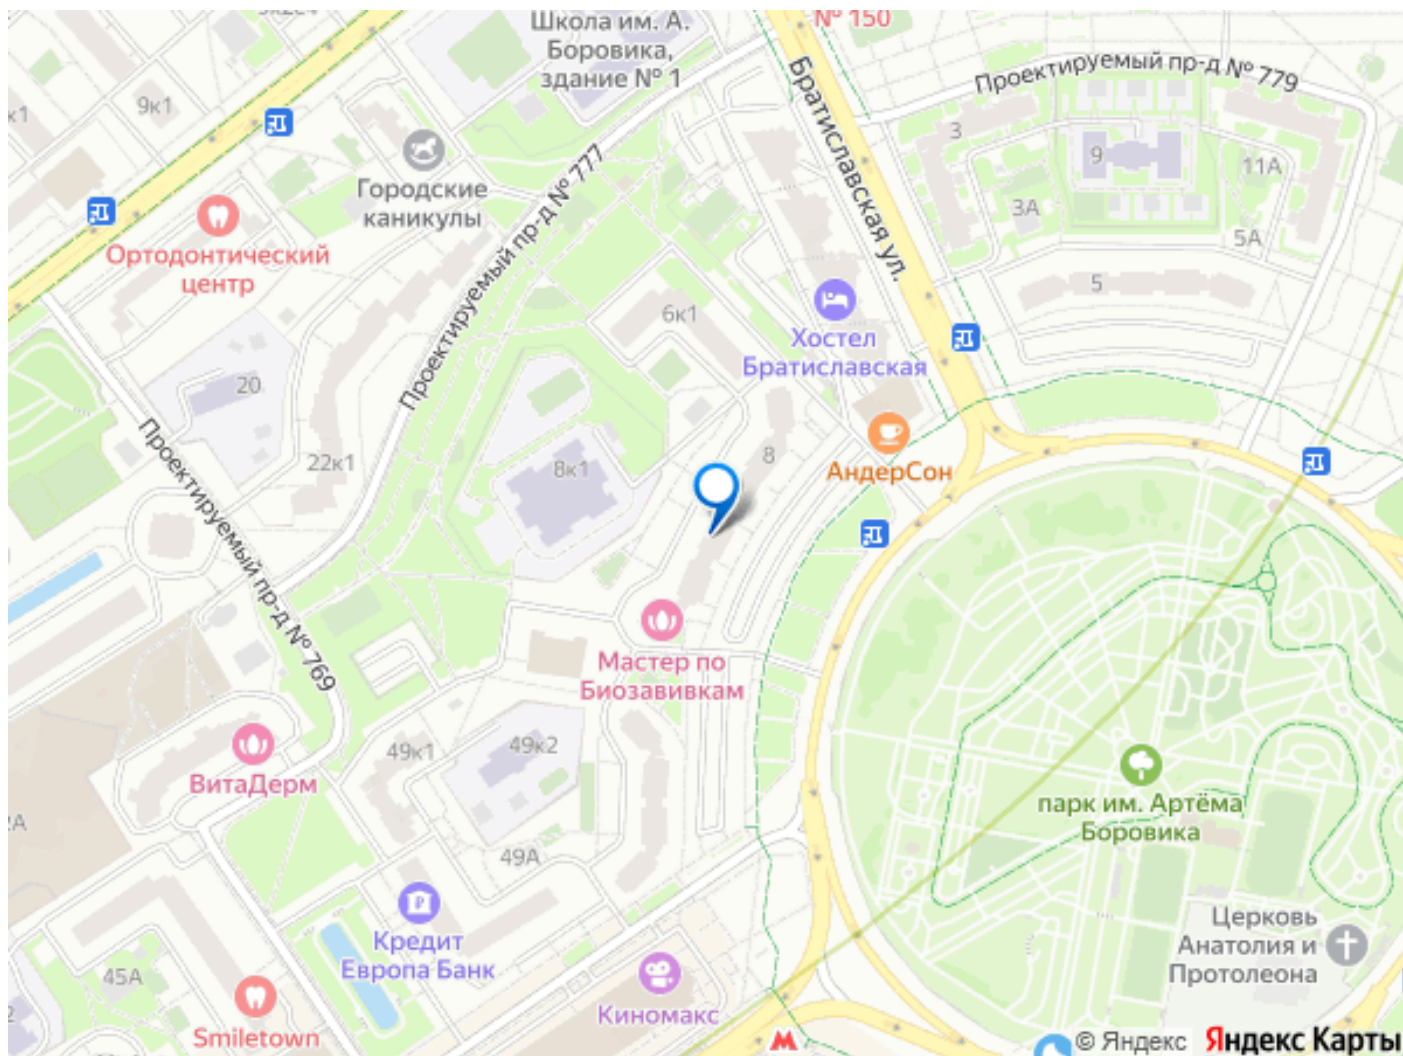 Школа им. А.
Боровика,
здание № 1
№ 150
9к1
Братиславская ул.
Проектируемый пр-д № 779
3
9
11А
3А
5А
5
Городские
каникулы
Проектируемый пр-д № 777
Ортодонтический
центр
6к1
Хостел
Братиславская
20
Проектируемый пр-д № 769
22к1
8к1
8
АндерСон
Мастер по
Биозавивкам
49к1
49к2
ВитаДерм
49А
парк им. Артёма
Боровика
2А
Кредит
Европа Банк
45А
Smiletown
Киномакс
Церковь
Анатолия и
Протолеона
© Яндекс Яндекс Карты